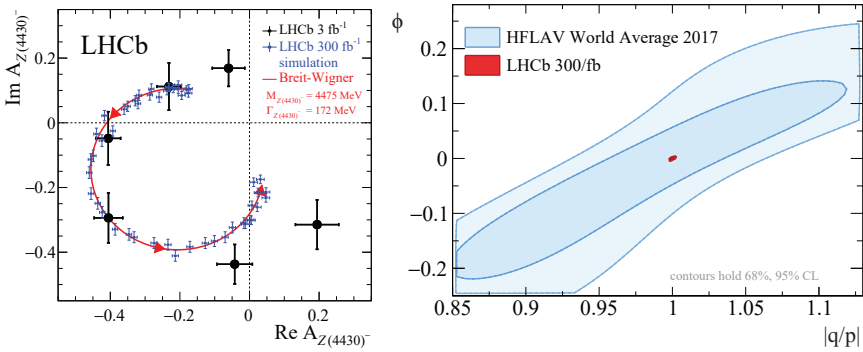 LHCb
LHCb 3 fb⁻¹
LHCb 300 fb⁻¹
simulation
Breit-Wigner
M_Z(4430)⁻ = 4475 MeV
Γ_Z(4430)⁻ = 172 MeV
Im A_Z(4430)⁻
0.2
0
−0.2
−0.4
−0.4
−0.2
0
0.2
Re A_Z(4430)⁻
ϕ
HFLAV World Average 2017
LHCb 300/fb
0.2
0.1
0
−0.1
−0.2
contours hold 68%, 95% CL
0.85
0.9
0.95
1
1.05
1.1
|q/p|